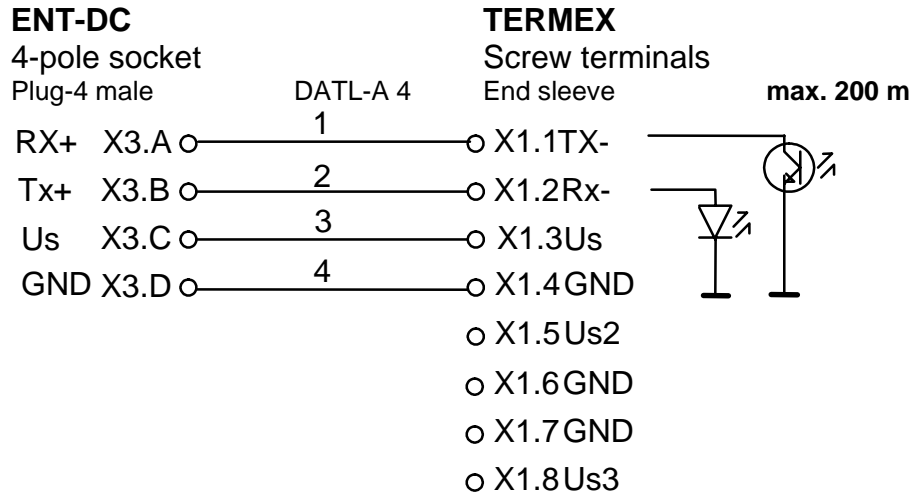 ENT-DC TERMEX
4-pole socket Screw terminals
Plug-4 male DATL-A 4 End sleeve max. 200 m
RX+ X3.A 1 X1.1TX-
Tx+ X3.B 2 X1.2Rx-
Us X3.C 3 X1.3Us
GND X3.D 4 X1.4GND
X1.5Us2
X1.6GND
X1.7GND
X1.8Us3